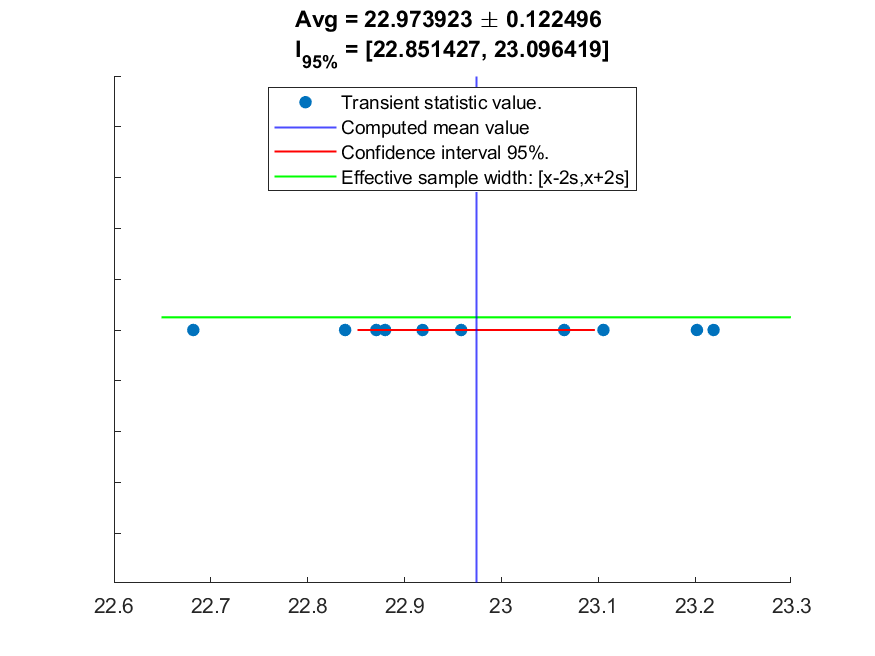 Avg = 22.973923 ± 0.122496
I95% = [22.851427, 23.096419]
Transient statistic value.
Computed mean value
Confidence interval 95%.
Effective sample width: [x-2s,x+2s]
22.6 22.7 22.8 22.9 23 23.1 23.2 23.3